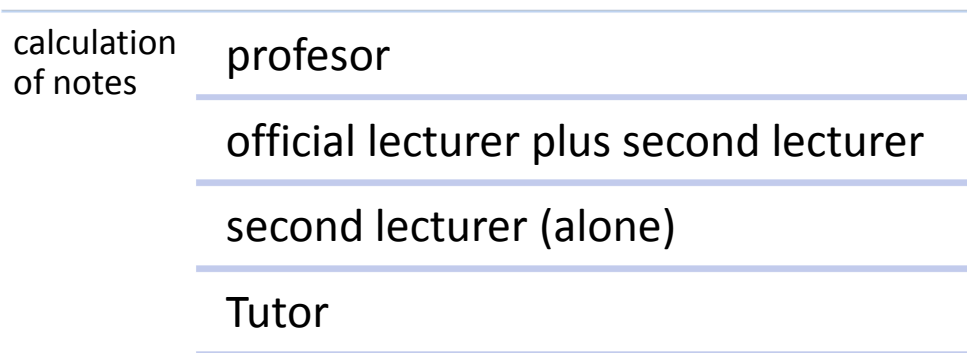 calculation
of notes
profesor
official lecturer plus second lecturer
second lecturer (alone)
Tutor